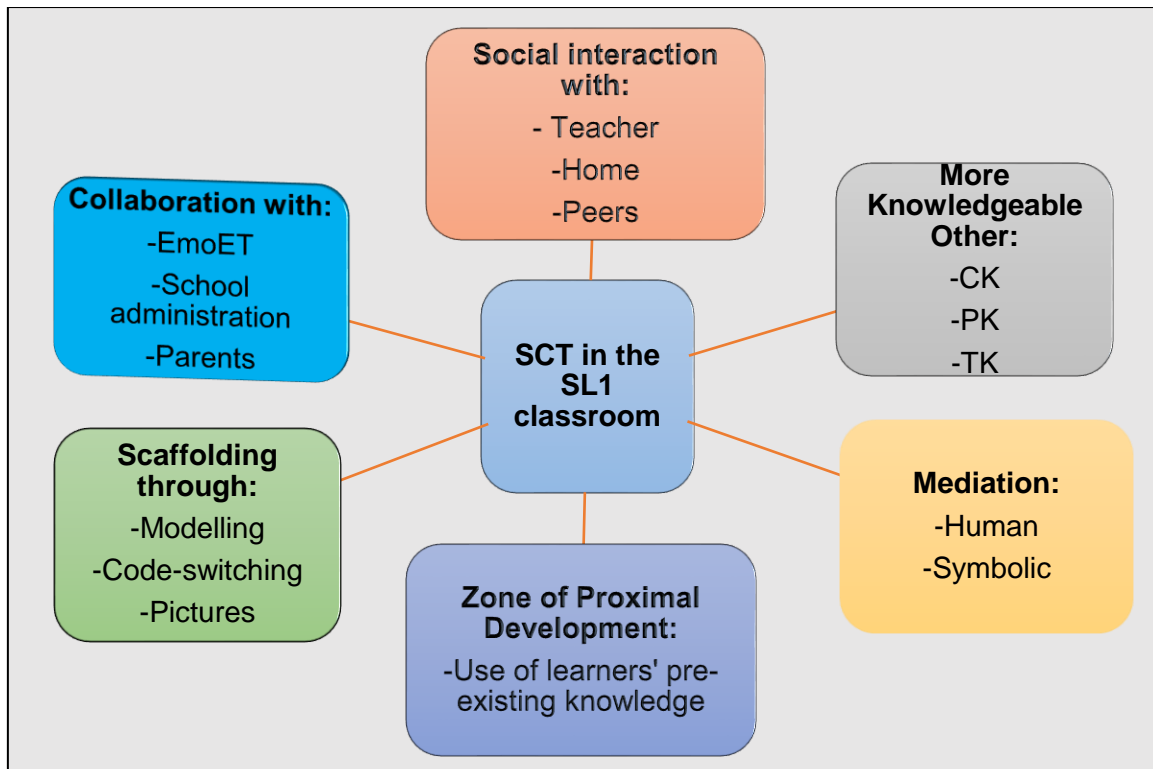 Social interaction
with:
- Teacher
-Home
-Peers
Collaboration with:
-EmoET
-School
administration
-Parents
More
Knowledgeable
Other:
-CK
-PK
-TK
SCT in the
SL1
classroom
Scaffolding
through:
-Modelling
-Code-switching
-Pictures
Mediation:
-Human
-Symbolic
Zone of Proximal
Development:
-Use of learners' pre-
existing knowledge